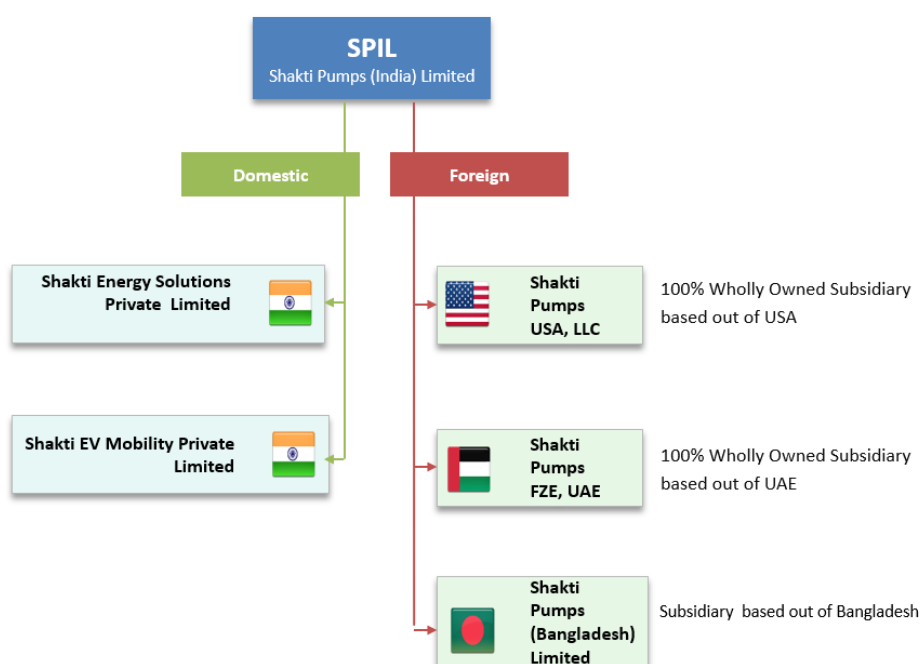 SPIL
Shakti Pumps (India) Limited
Domestic
Foreign
Shakti Energy Solutions
Private Limited
Shakti EV Mobility Private
Limited
Shakti
Pumps
USA, LLC
100% Wholly Owned Subsidiary
based out of USA
Shakti
Pumps
FZE, UAE
100% Wholly Owned Subsidiary
based out of UAE
Shakti
Pumps
(Bangladesh)
Limited
Subsidiary based out of Bangladesh